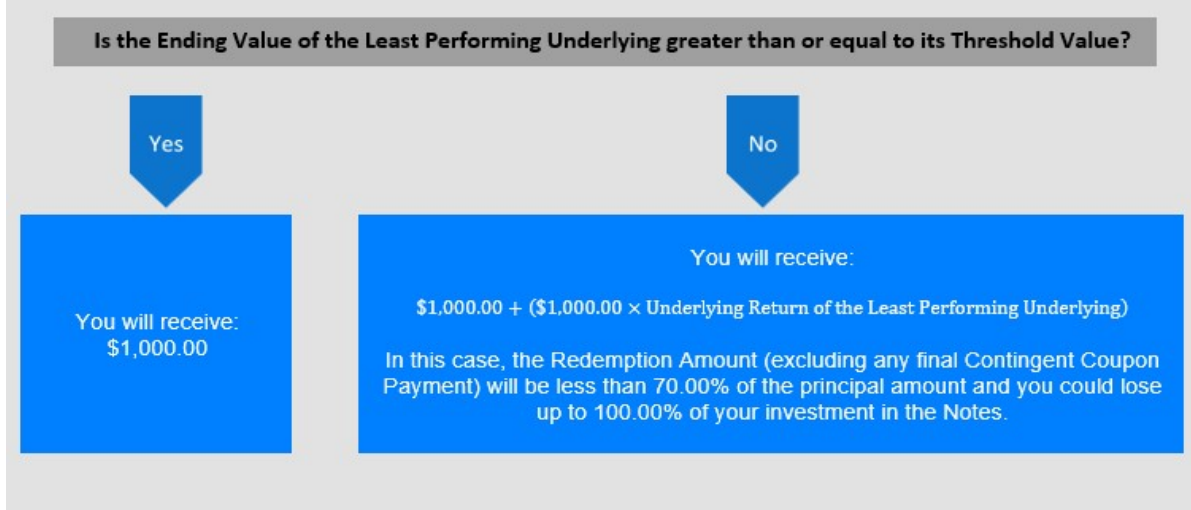 Is the Ending Value of the Least Performing Underlying greater than or equal to its Threshold Value?
Yes
No
You will receive:
$1,000.00
You will receive:
$1,000.00 + ($1,000.00 × Underlying Return of the Least Performing Underlying)
In this case, the Redemption Amount (excluding any final Contingent Coupon
Payment) will be less than 70.00% of the principal amount and you could lose
up to 100.00% of your investment in the Notes.